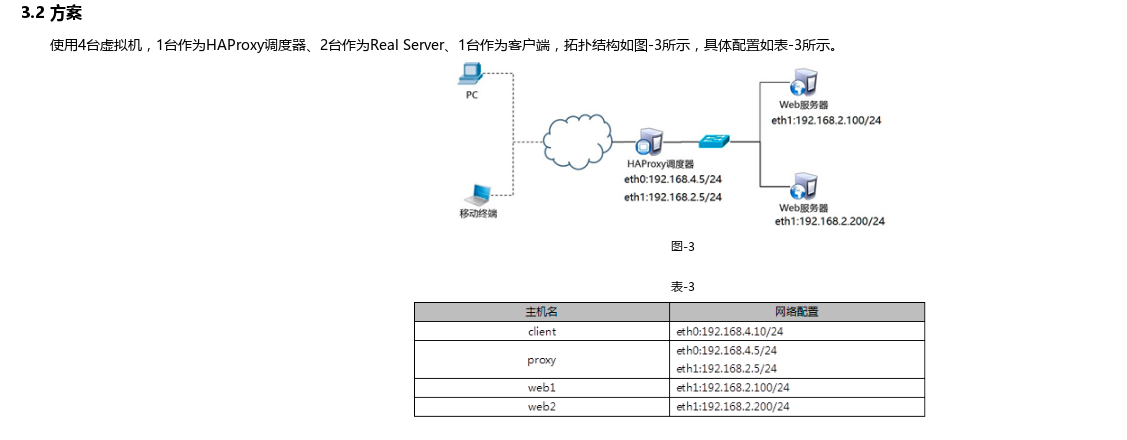 3.2 方案
使用4台虚拟机，1台作为HAProxy调度器、2台作为Real Server、1台作为客户端，拓扑结构如图-3所示，具体配置如表-3所示。
PC
移动终端
HAProxy调度器
eth0:192.168.4.5/24
eth1:192.168.2.5/24
Web服务器
eth1:192.168.2.100/24
Web服务器
eth1:192.168.2.200/24
图-3
表-3
主机名 网络配置
client eth0:192.168.4.10/24
proxy eth0:192.168.4.5/24
eth1:192.168.2.5/24
web1 eth1:192.168.2.100/24
web2 eth1:192.168.2.200/24